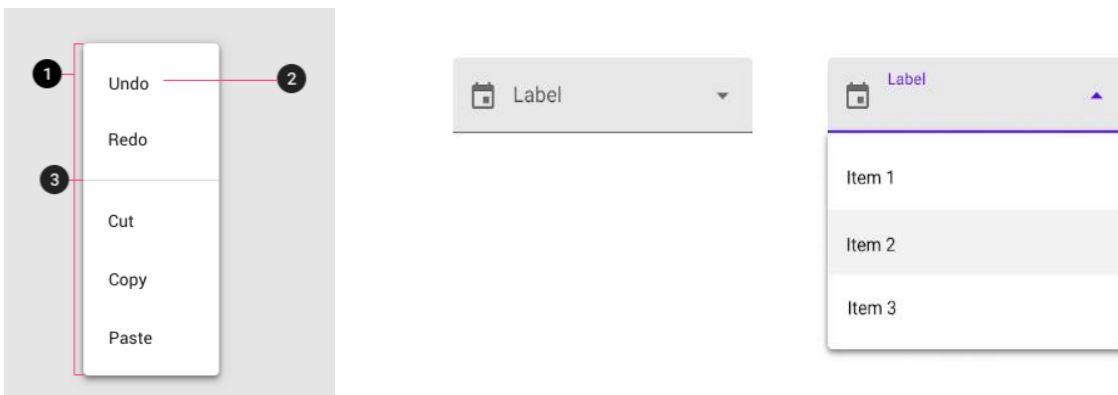 1
Undo
2
Redo
3
Cut
Copy
Paste
Label
Label
Item 1
Item 2
Item 3